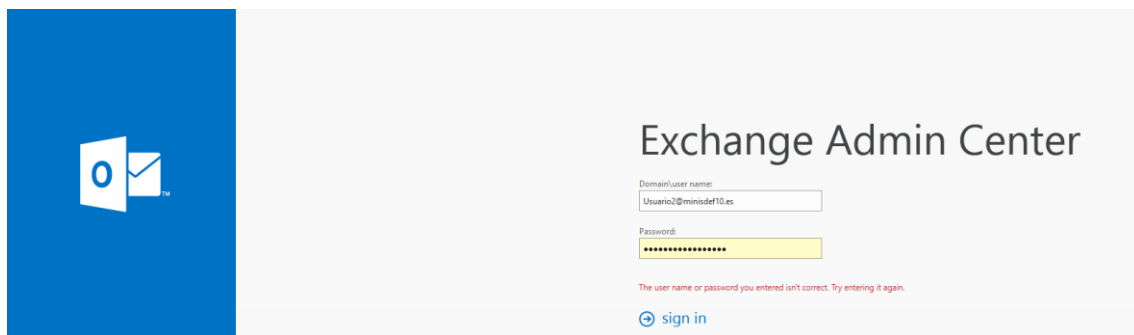 Exchange Admin Center
Domain\user name:
Usuario2@minisdef10.es
Password:
•••••••••••••••••
The user name or password you entered isn't correct. Try entering it again.
sign in
O
TM